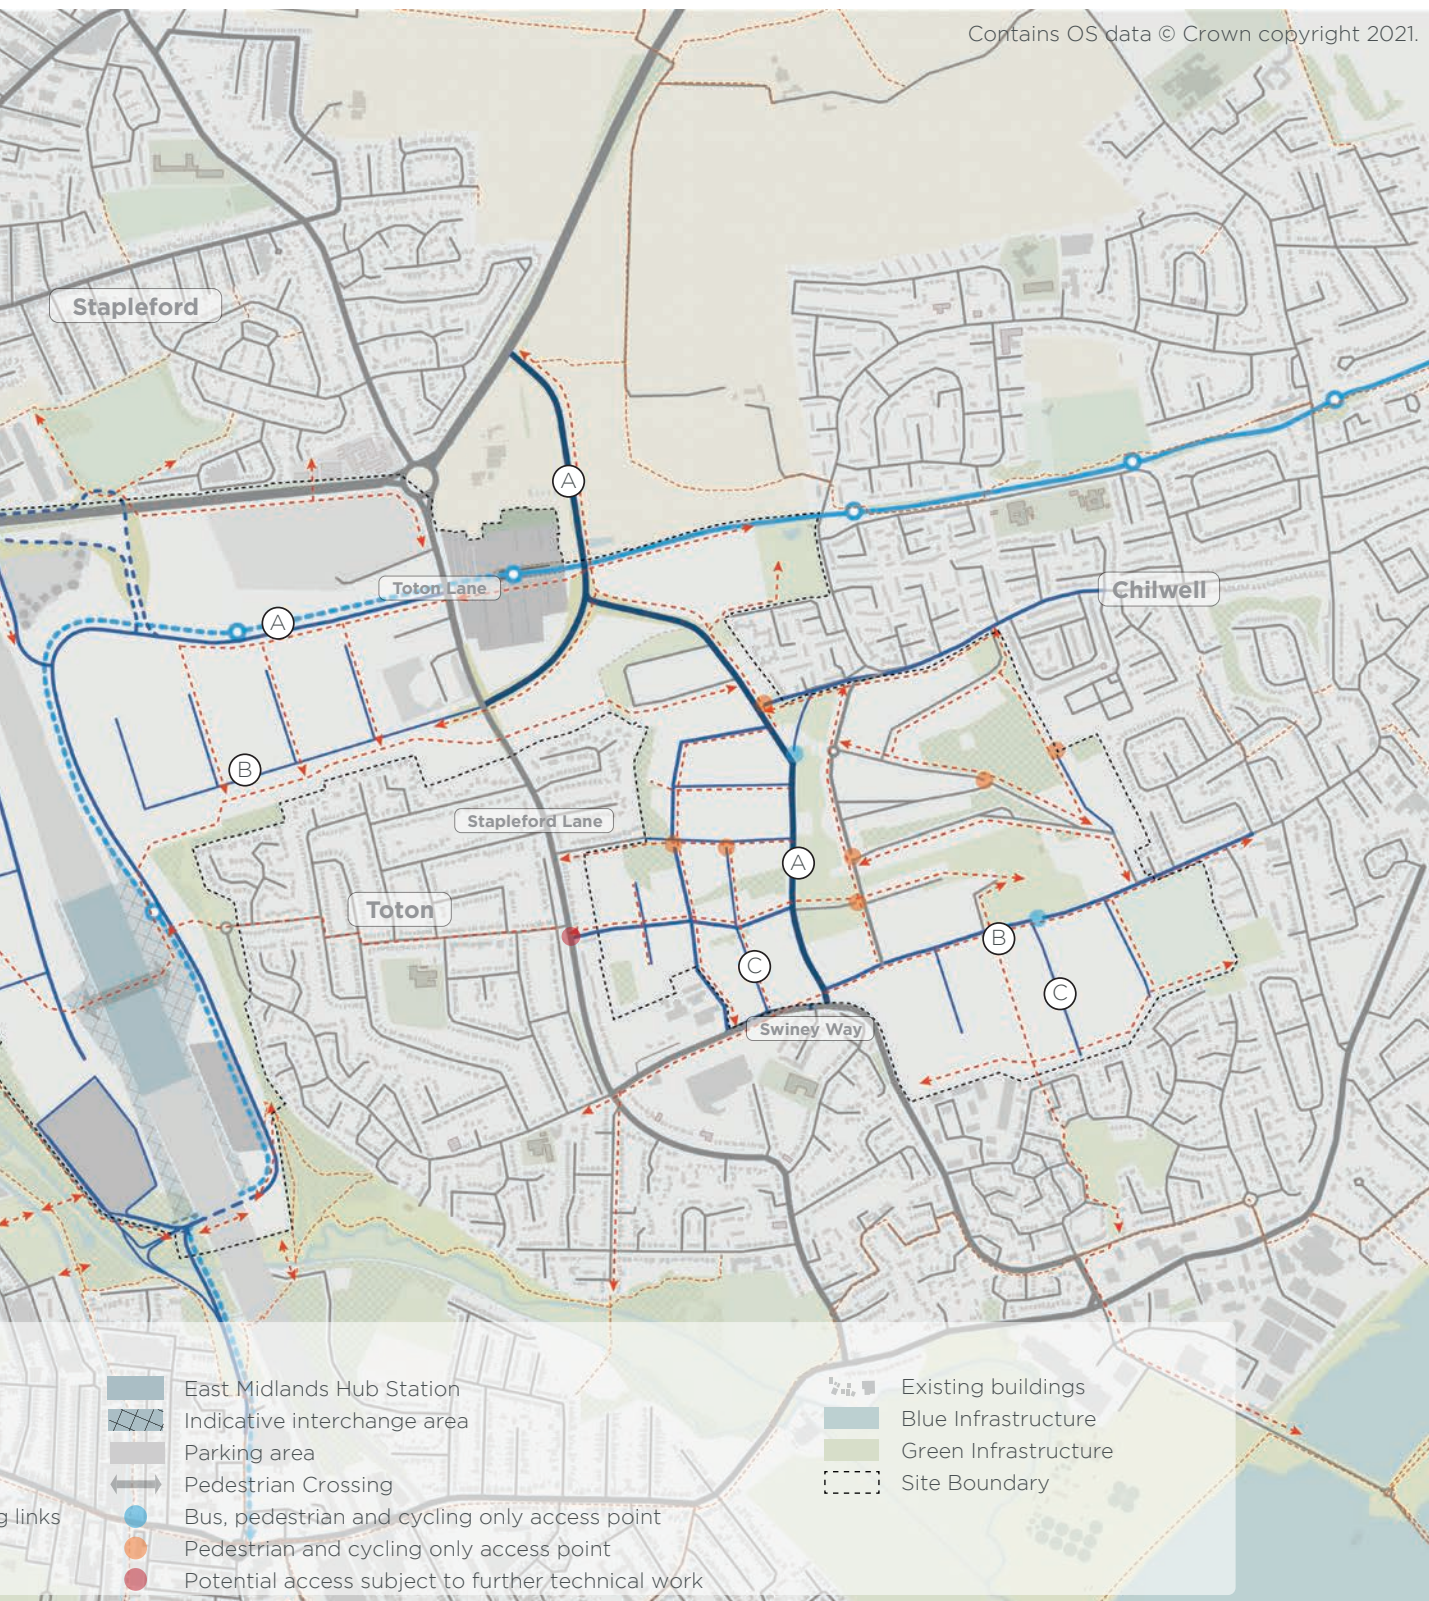 Contains OS data © Crown copyright 2021.
Stapleford
A
Toton Lane
Chilwell
A
B
Stapleford Lane
A
Toton
B
C
C
Swiney Way
East Midlands Hub Station
Indicative interchange area
Parking area
Pedestrian Crossing
g links
Bus, pedestrian and cycling only access point
Pedestrian and cycling only access point
Potential access subject to further technical work
Existing buildings
Blue Infrastructure
Green Infrastructure
Site Boundary